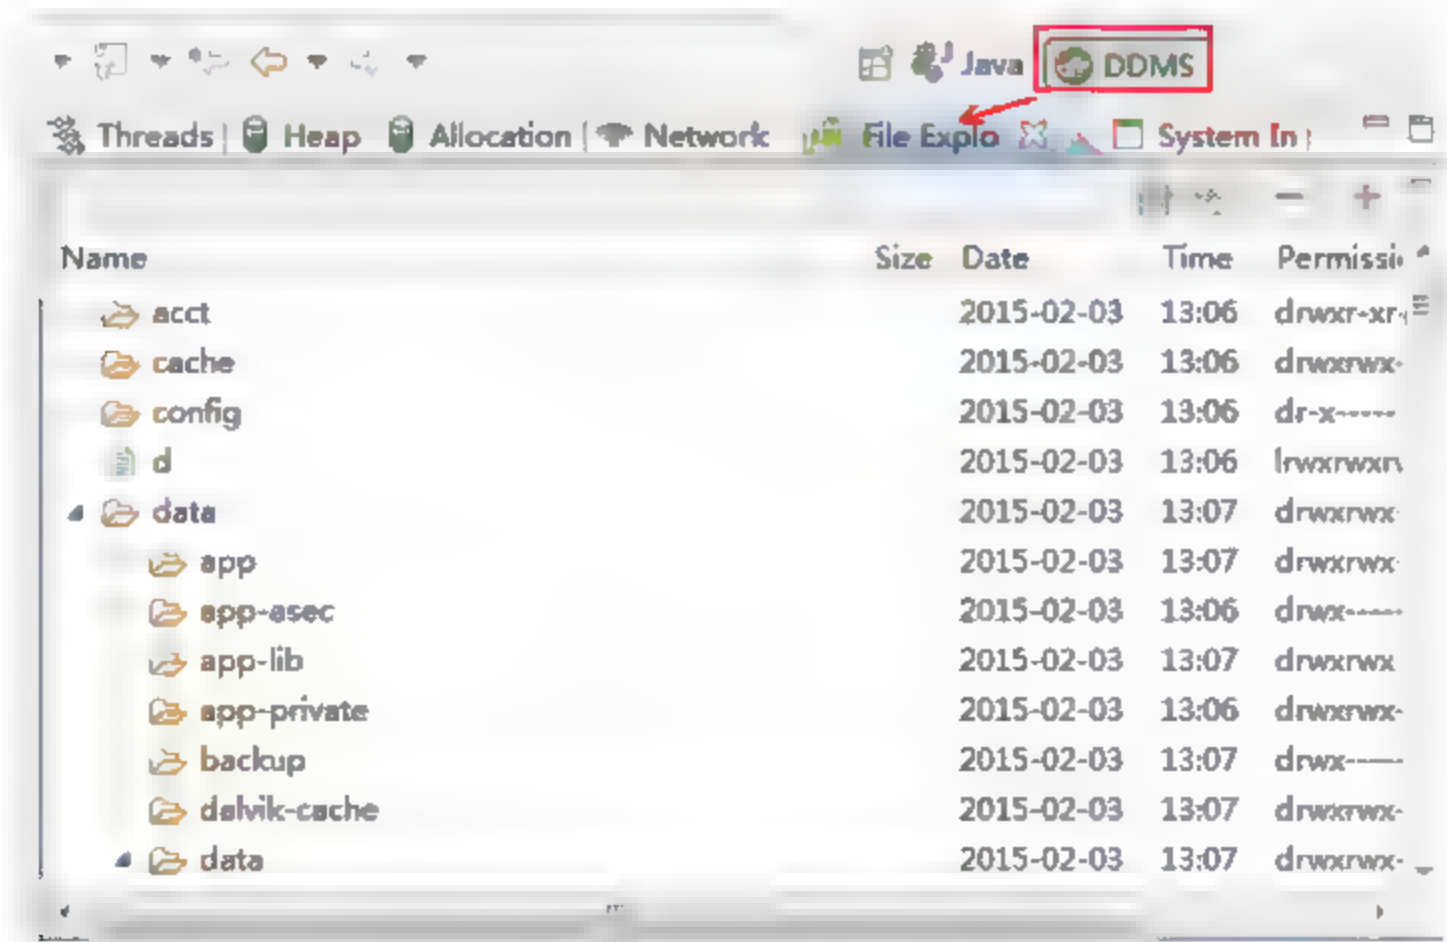 Java DDMS
Threads Heap Allocation Network File Explo System In
Name Size Date Time Permissi
acct 2015-02-03 13:06 drwxr-xr-
cache 2015-02-03 13:06 drwxrwx-
config 2015-02-03 13:06 dr-x-----
d 2015-02-03 13:06 lrwxrwxrw
data 2015-02-03 13:07 drwxrwx-
app 2015-02-03 13:07 drwxrwx-
app-asec 2015-02-03 13:06 drwx-----
app-lib 2015-02-03 13:07 drwxrwx
app-private 2015-02-03 13:06 drwxrwx-
backup 2015-02-03 13:07 drwx-----
dalvik-cache 2015-02-03 13:07 drwxrwx-
data 2015-02-03 13:07 drwxrwx-